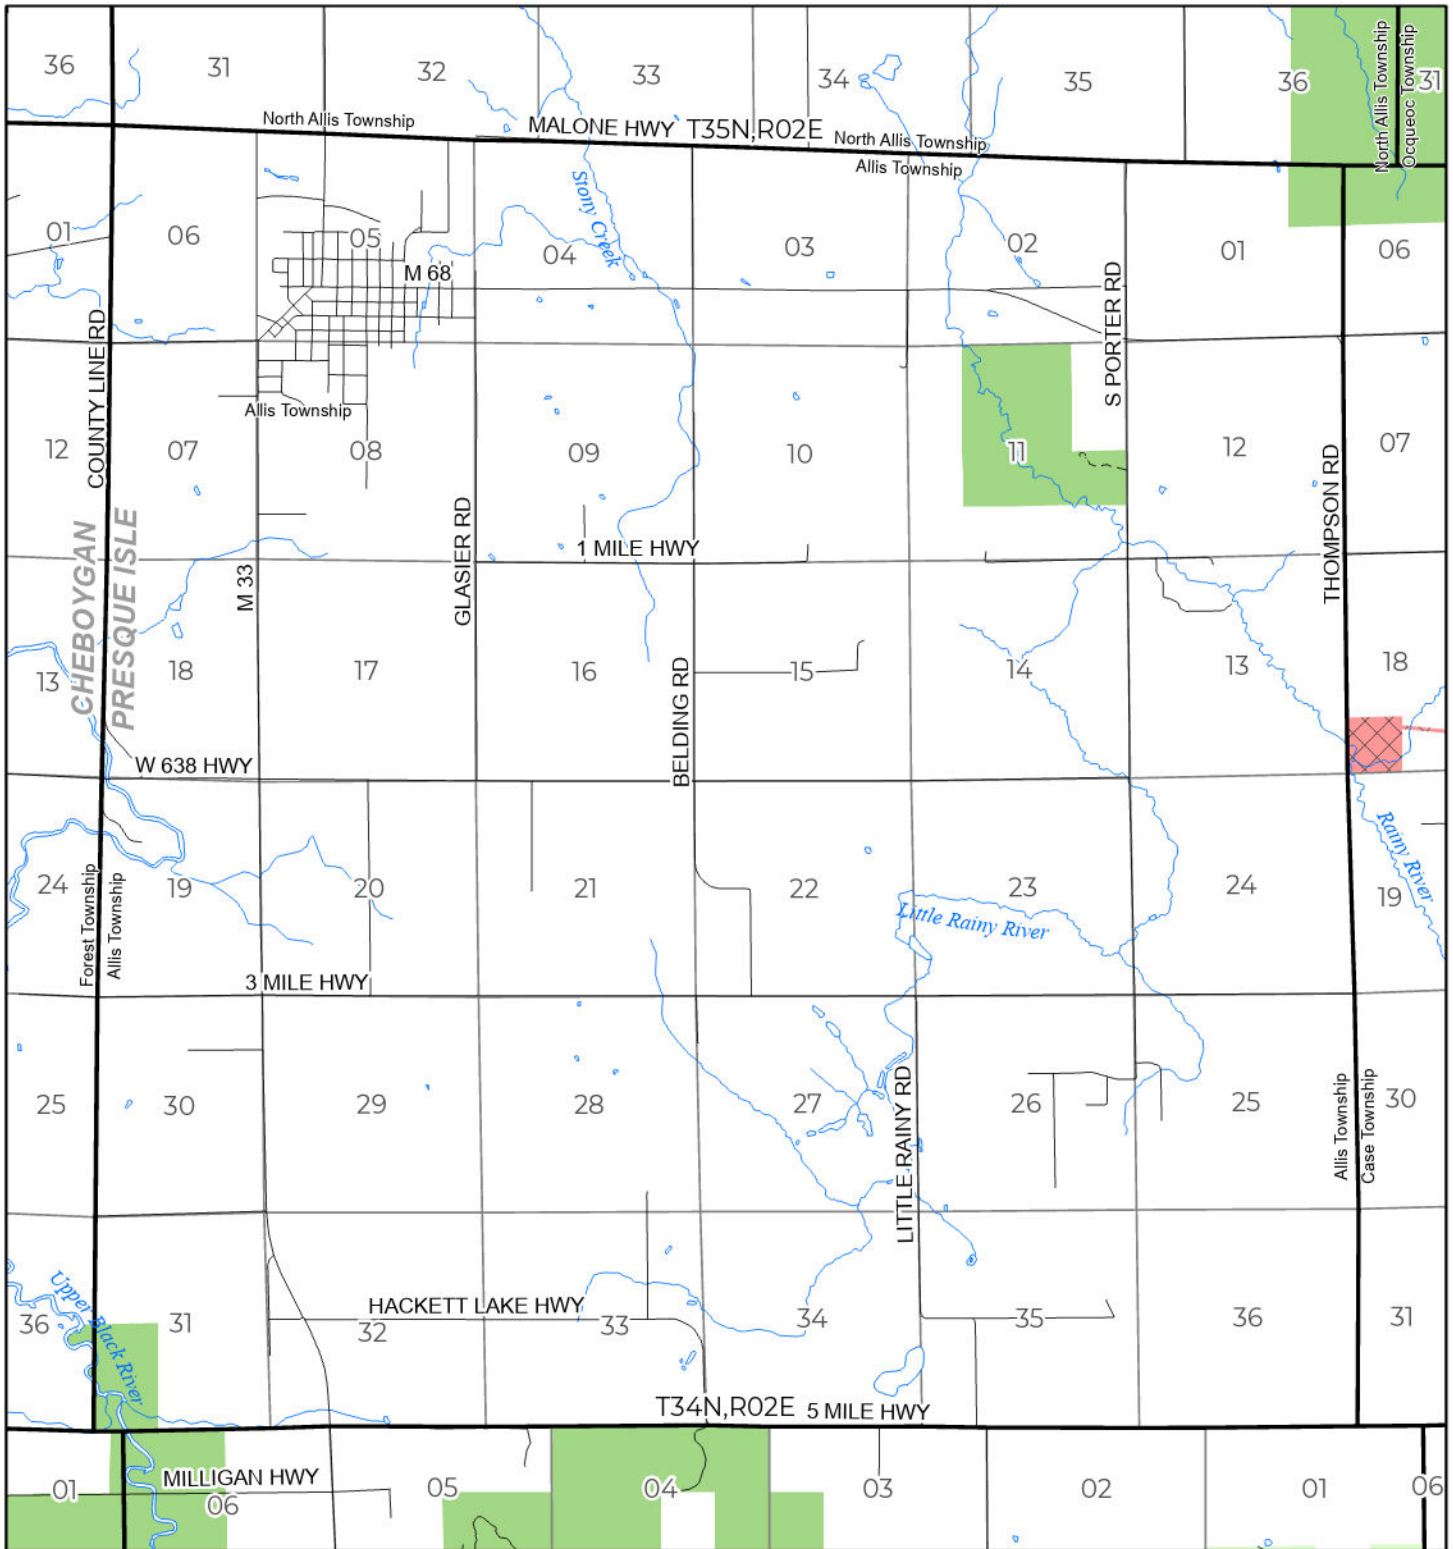 36
31
32
33
34
35
36
31
North Allis Township
Ocqueoc Township
North Allis Township
MALONE HWY
T35N,R02E
North Allis Township
Allis Township
Stony Creek
01
06
05
04
03
02
01
06
M 68
S PORTER RD
COUNTY LINE RD
Allis Township
12
07
08
09
10
11
12
07
GLASIER RD
THOMPSON RD
1 MILE HWY
CHEBOYGAN
PRESQUE ISLE
M 33
13
18
17
16
15
14
13
18
BELDING RD
W 638 HWY
Rainy River
24
19
20
21
22
23
24
19
Little Rainy River
Forest Township
Allis Township
3 MILE HWY
25
30
29
28
27
26
25
30
LITTLE RAINY RD
Allis Township
Case Township
Upper Black River
HACKETT LAKE HWY
36
31
32
33
34
35
36
31
T34N,R02E
5 MILE HWY
MILLIGAN HWY
01
06
05
04
03
02
01
06